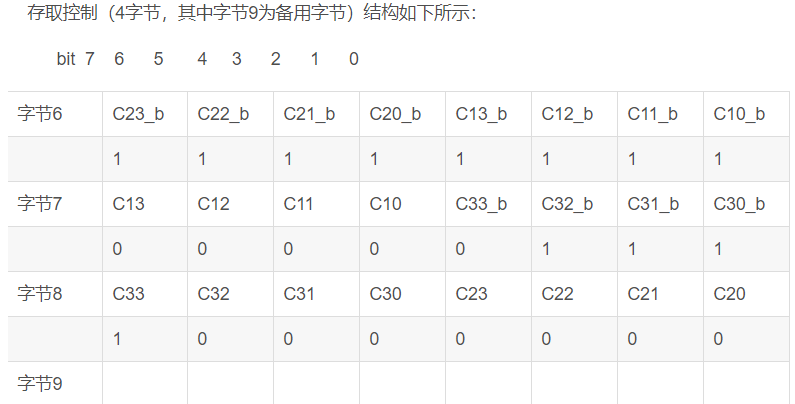 存取控制（4字节，其中字节9为备用字节）结构如下所示：
bit 7 6 5 4 3 2 1 0
字节6 C23_b C22_b C21_b C20_b C13_b C12_b C11_b C10_b
1 1 1 1 1 1 1 1
字节7 C13 C12 C11 C10 C33_b C32_b C31_b C30_b
0 0 0 0 0 1 1 1
字节8 C33 C32 C31 C30 C23 C22 C21 C20
1 0 0 0 0 0 0 0
字节9